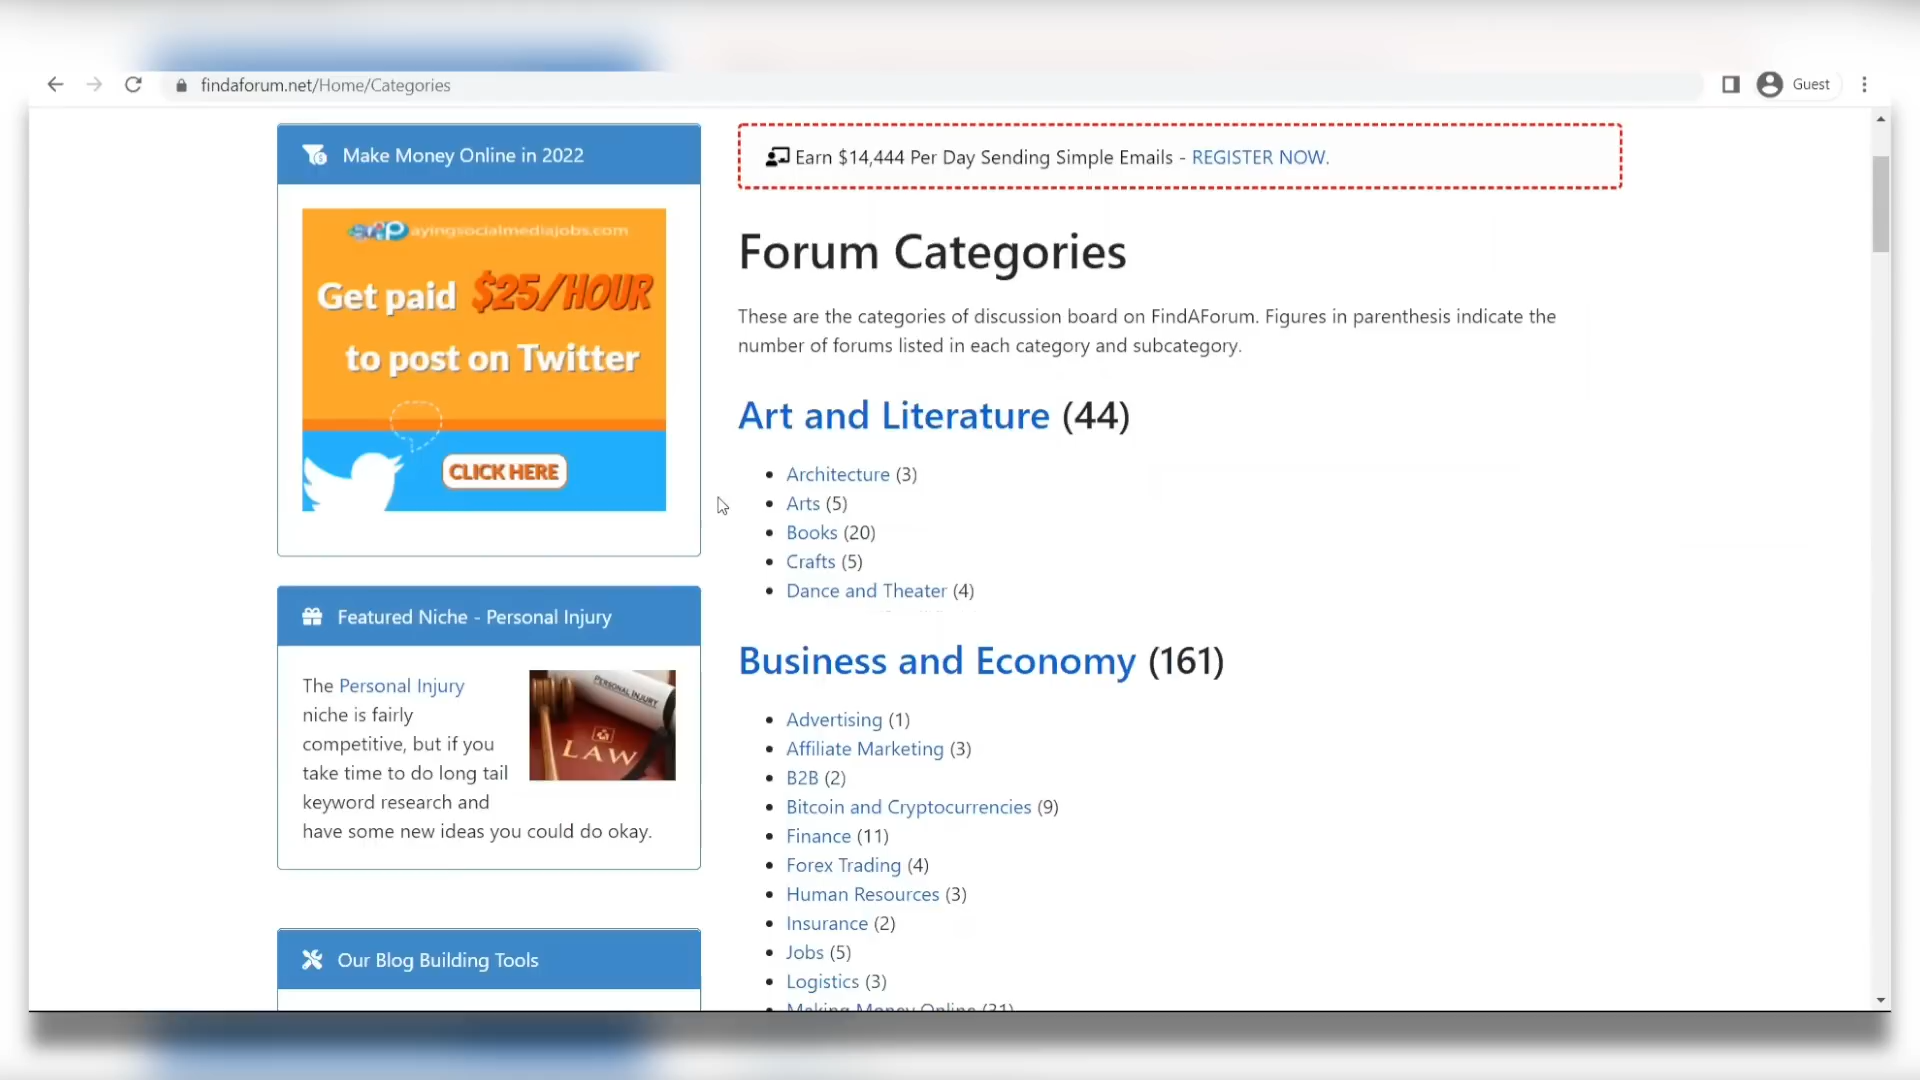 findaforum.net/Home/Categories
Guest
Make Money Online in 2022
ayingsocialmediajobs.com
Get paid $25/HOUR
to post on Twitter
CLICK HERE
Featured Niche - Personal Injury
The Personal Injury
niche is fairly
competitive, but if you
take time to do long tail
keyword research and
have some new ideas you could do okay.
PERSONAL INJURY
LAW
Our Blog Building Tools
Earn $14,444 Per Day Sending Simple Emails - REGISTER NOW.
Forum Categories
These are the categories of discussion board on FindAForum. Figures in parenthesis indicate the
number of forums listed in each category and subcategory.
Art and Literature (44)
Architecture (3)
Arts (5)
Books (20)
Crafts (5)
Dance and Theater (4)
Business and Economy (161)
Advertising (1)
Affiliate Marketing (3)
B2B (2)
Bitcoin and Cryptocurrencies (9)
Finance (11)
Forex Trading (4)
Human Resources (3)
Insurance (2)
Jobs (5)
Logistics (3)
Making Money Online (31)